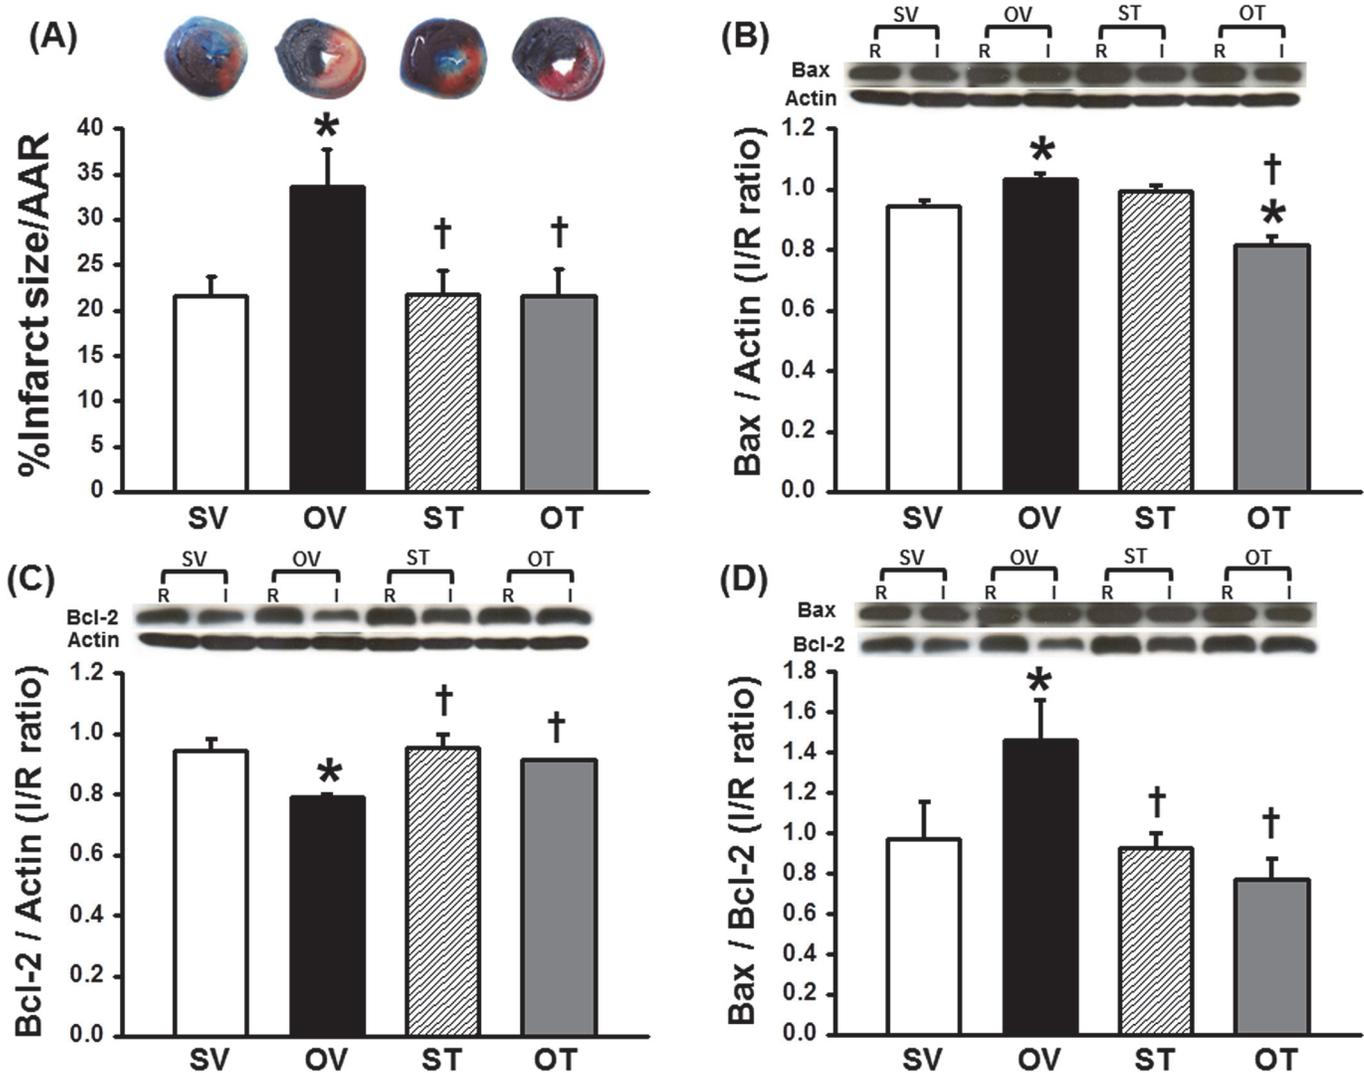 (A)
%Infarct size/AAR
40
35
30
25
20
15
10
5
0
*
†
†
SV OV ST OT
(B)
SV OV ST OT
R I R I R I R I
Bax
Actin
Bax / Actin (I/R ratio)
1.2
1.0
0.8
0.6
0.4
0.2
0.0
*
†
*
SV OV ST OT
(C)
SV OV ST OT
R I R I R I R I
Bcl-2
Actin
Bcl-2 / Actin (I/R ratio)
1.2
1.0
0.8
0.6
0.4
0.2
0.0
*
†
†
SV OV ST OT
(D)
SV OV ST OT
R I R I R I R I
Bax
Bcl-2
Bax / Bcl-2 (I/R ratio)
1.8
1.6
1.4
1.2
1.0
0.8
0.6
0.4
0.2
0.0
*
†
†
SV OV ST OT